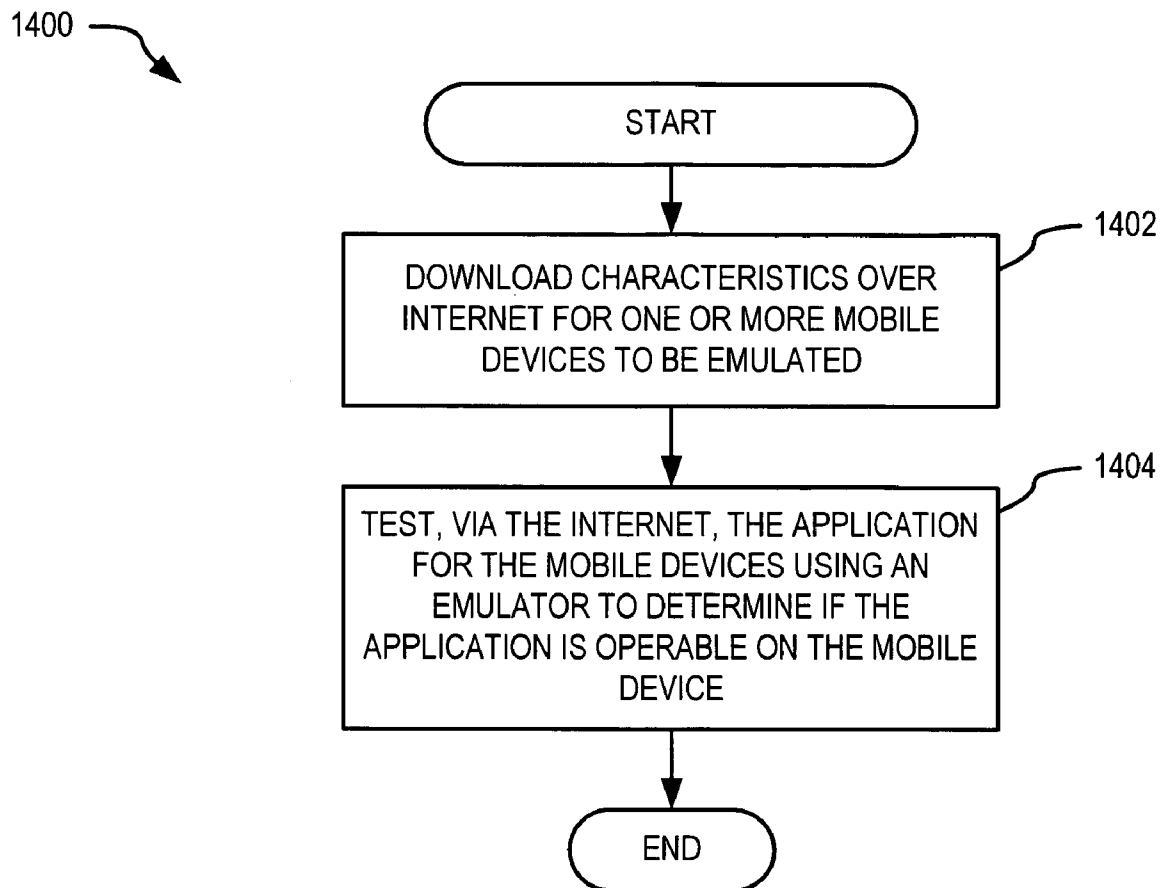 1400
START
1402
DOWNLOAD CHARACTERISTICS OVER
INTERNET FOR ONE OR MORE MOBILE
DEVICES TO BE EMULATED
1404
TEST, VIA THE INTERNET, THE APPLICATION
FOR THE MOBILE DEVICES USING AN
EMULATOR TO DETERMINE IF THE
APPLICATION IS OPERABLE ON THE MOBILE
DEVICE
END